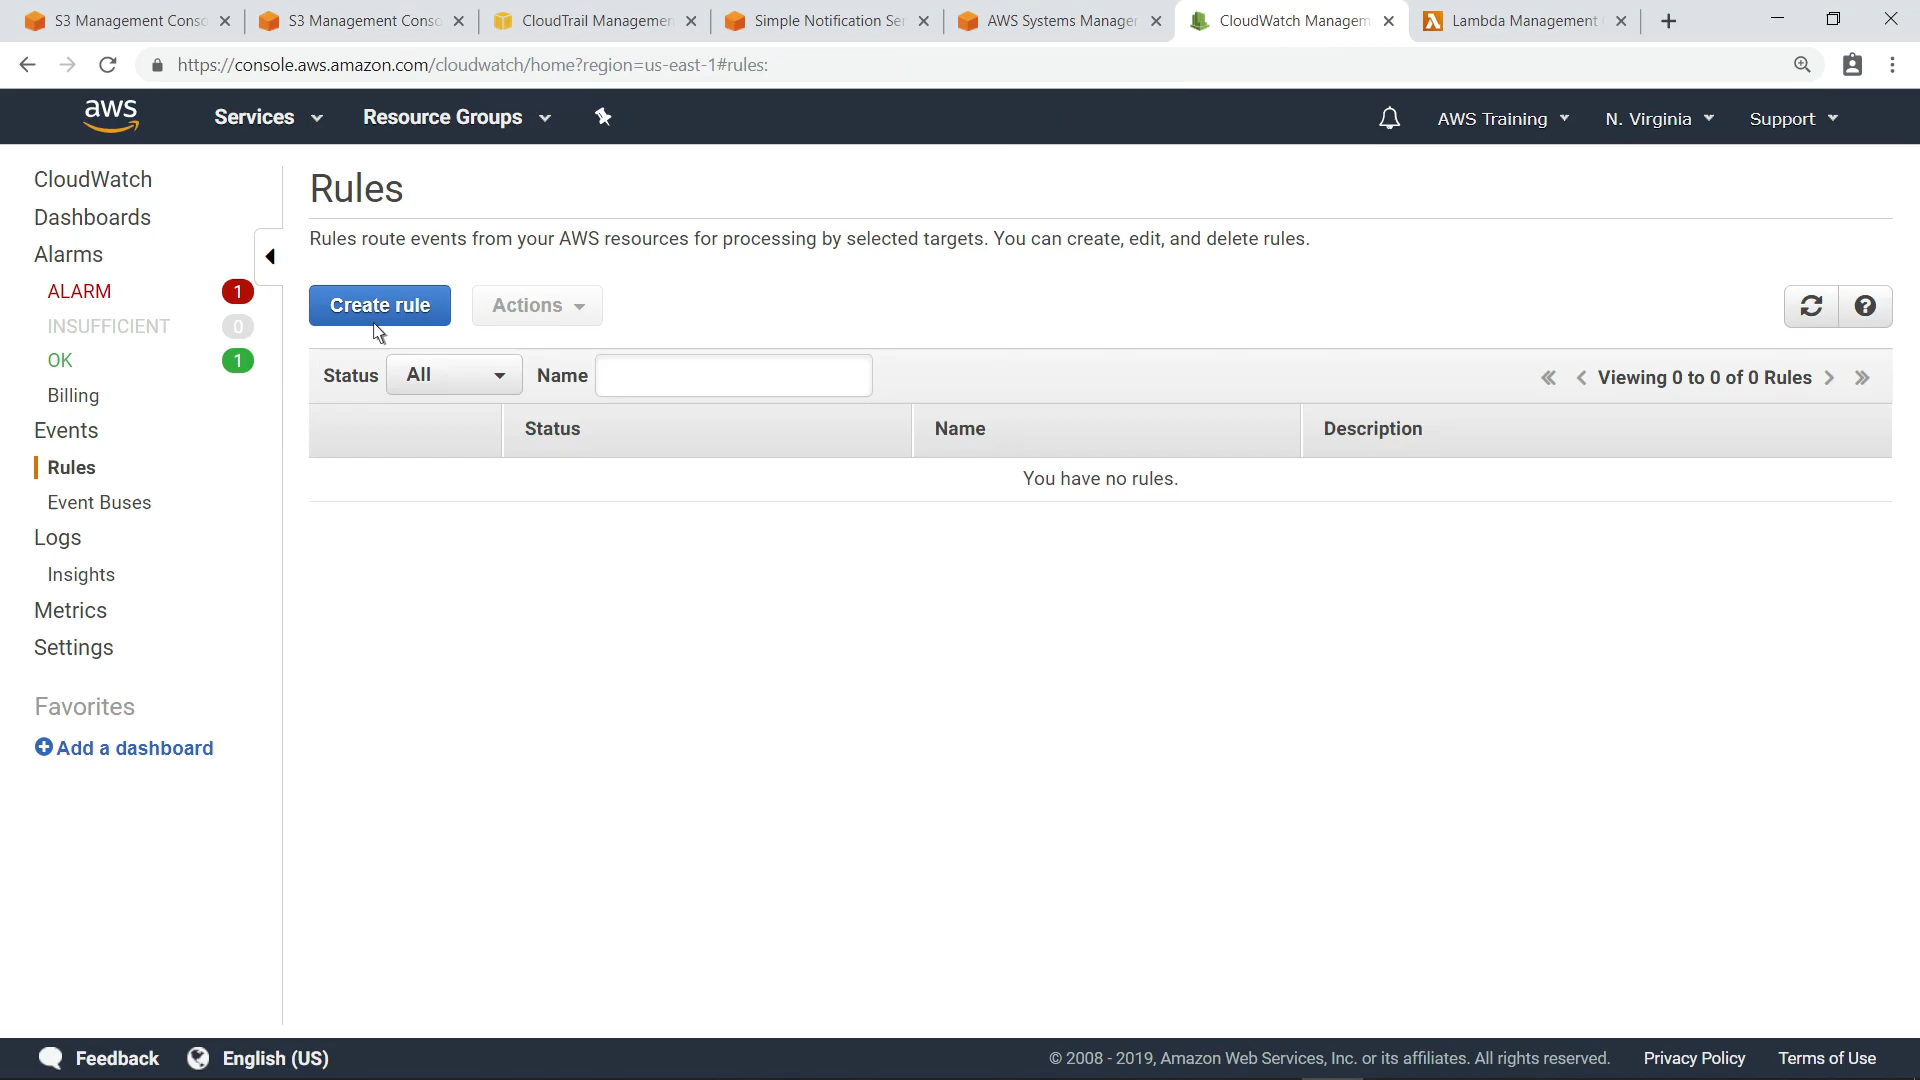 S3 Management Conso
S3 Management Conso
CloudTrail Managemen
Simple Notification Ser
AWS Systems Manager
CloudWatch Managem
Lambda Management
https://console.aws.amazon.com/cloudwatch/home?region=us-east-1#rules:
aws
Services
Resource Groups
AWS Training
N. Virginia
Support
CloudWatch
Dashboards
Alarms
ALARM 1
INSUFFICIENT 0
OK 1
Billing
Events
Rules
Event Buses
Logs
Insights
Metrics
Settings
Favorites
Add a dashboard
Rules
Rules route events from your AWS resources for processing by selected targets. You can create, edit, and delete rules.
Create rule
Actions
Status All Name
Viewing 0 to 0 of 0 Rules
Status Name Description
You have no rules.
Feedback
English (US)
© 2008 - 2019, Amazon Web Services, Inc. or its affiliates. All rights reserved.
Privacy Policy
Terms of Use